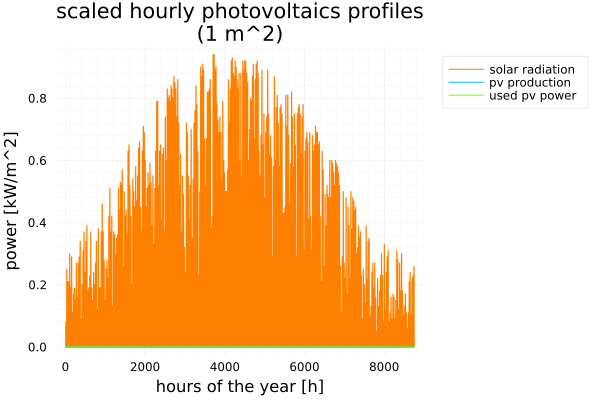 scaled hourly photovoltaics profiles
(1 m^2)
solar radiation
pv production
used pv power
power [kW/m^2]
0.8
0.6
0.4
0.2
0.0
0
2000
4000
6000
8000
hours of the year [h]